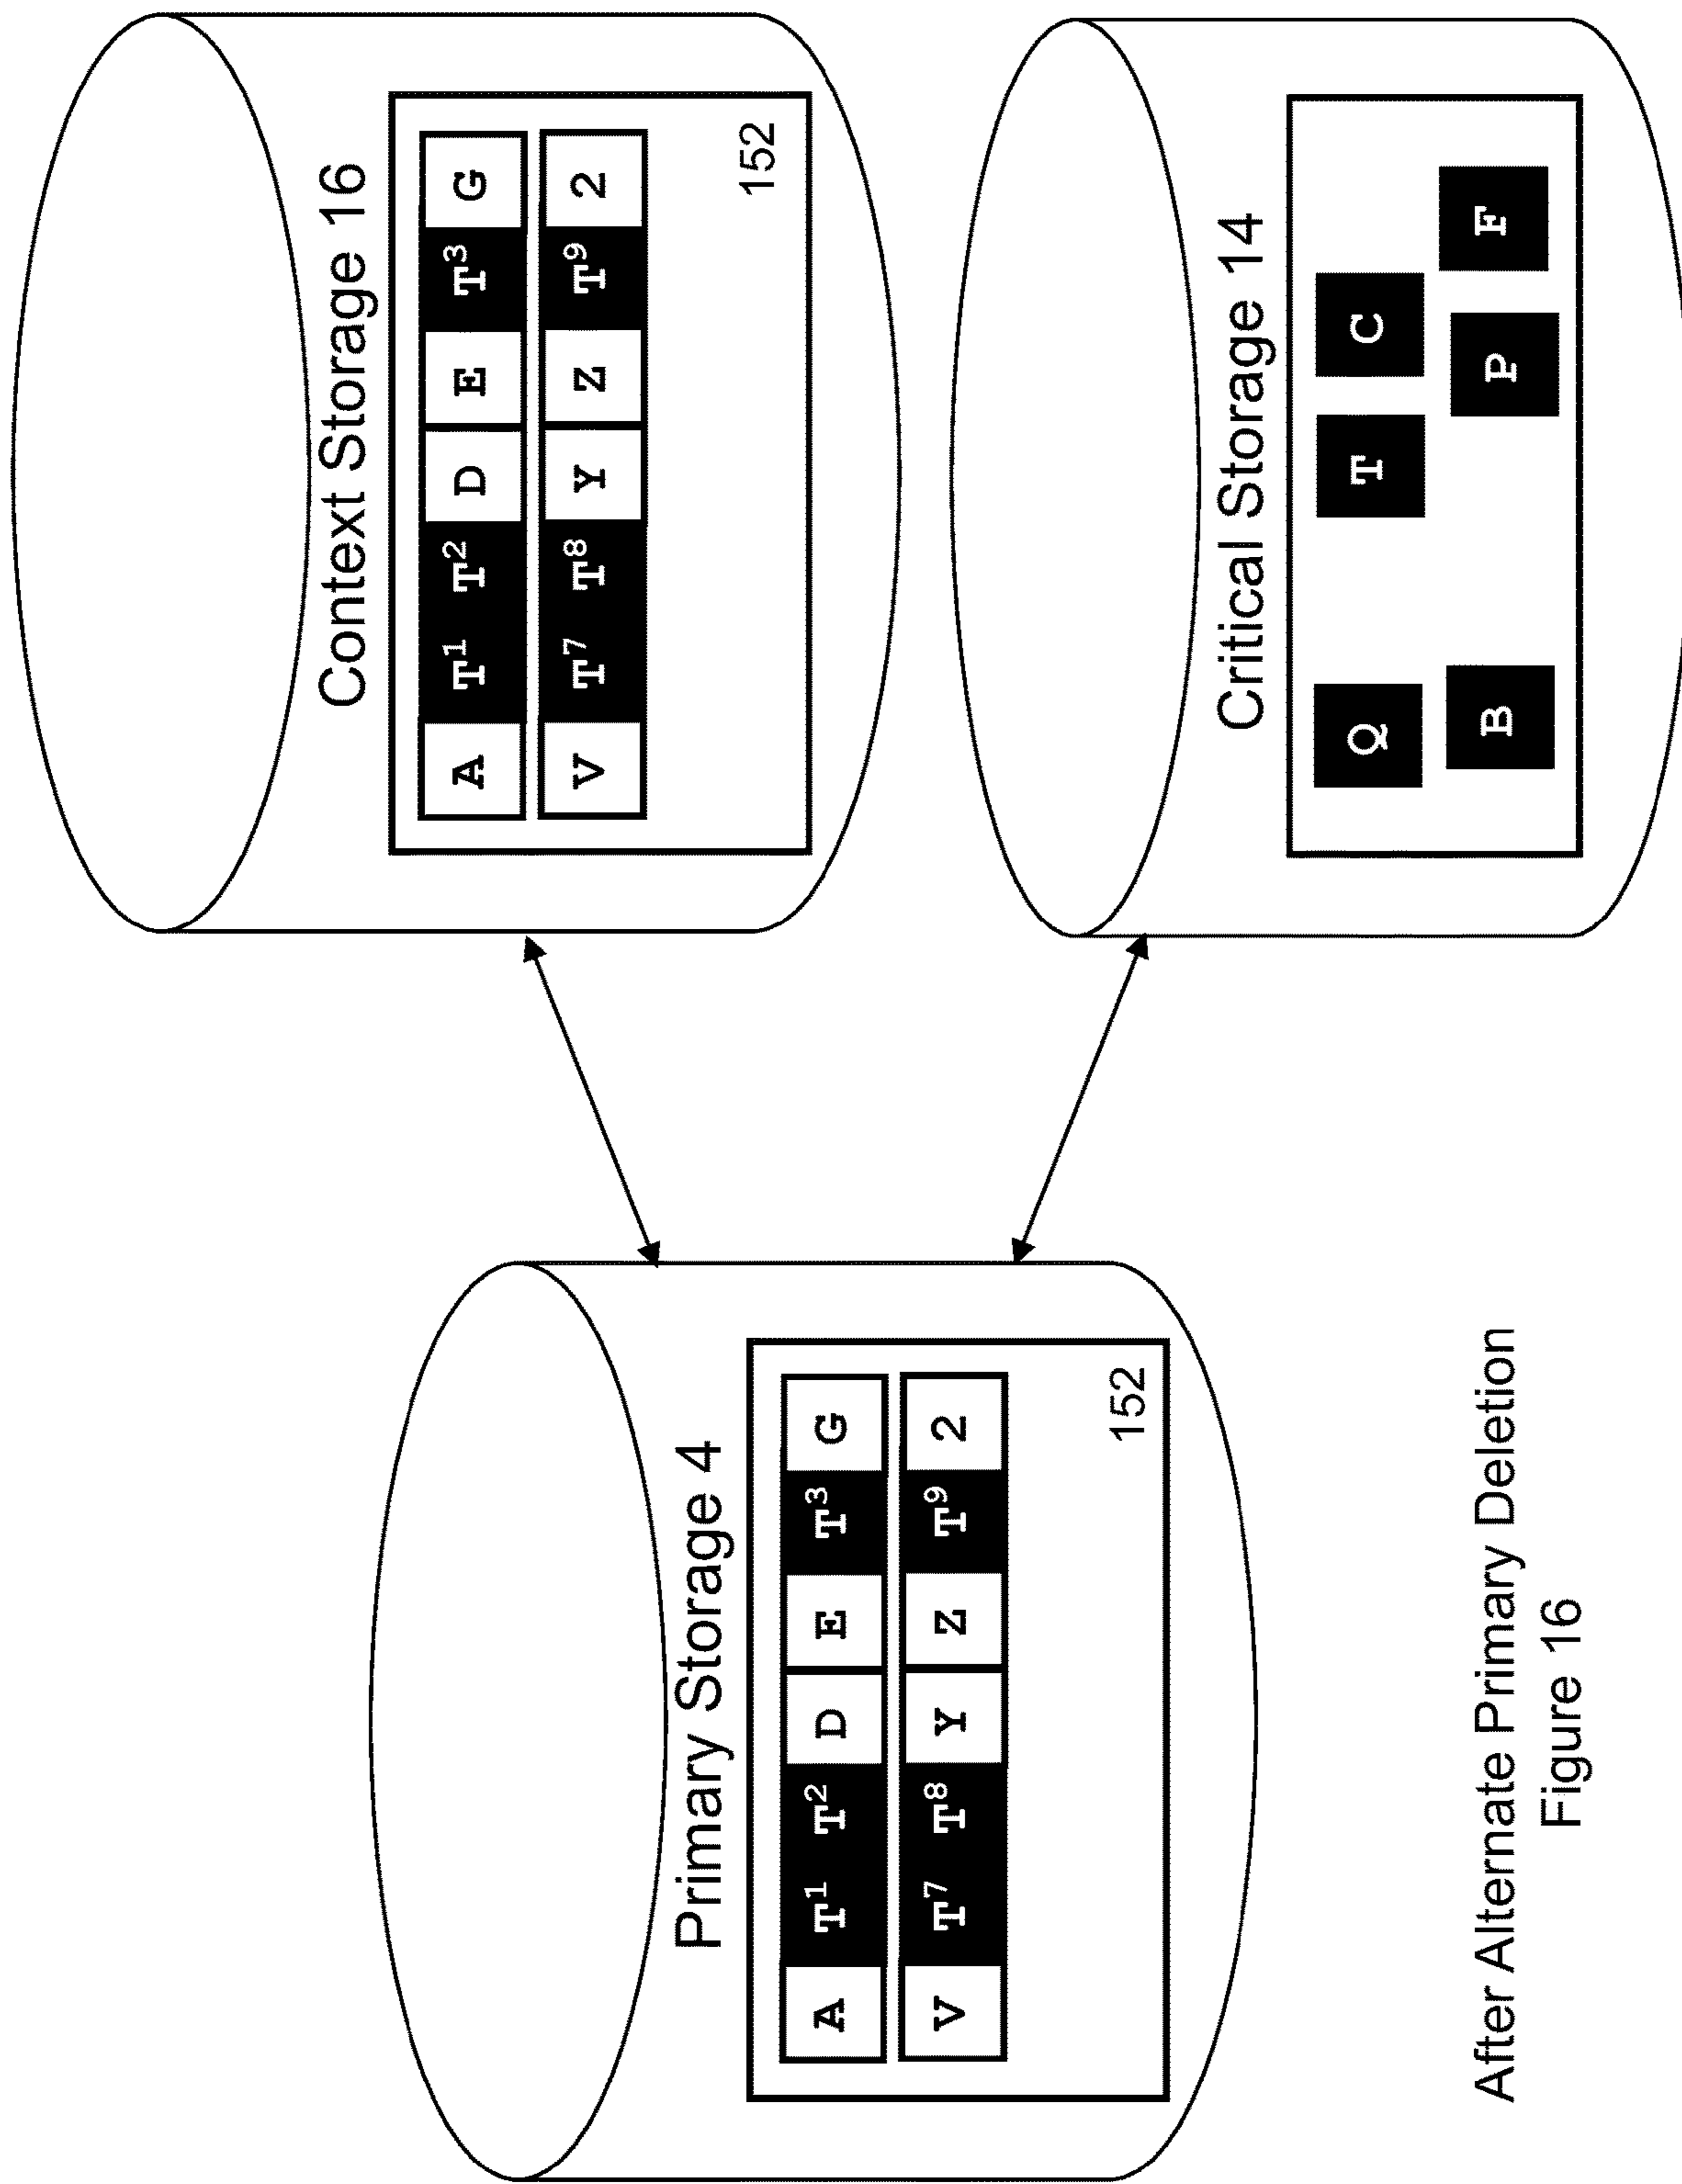 Primary Storage 4
A T1 T2 D E T3 G
V T7 T8 Y Z T9 2
152
Context Storage 16
A T1 T2 D E T3 G
V T7 T8 Y Z T9 2
152
Critical Storage 14
Q T C
B P F
After Alternate Primary Deletion
Figure 16